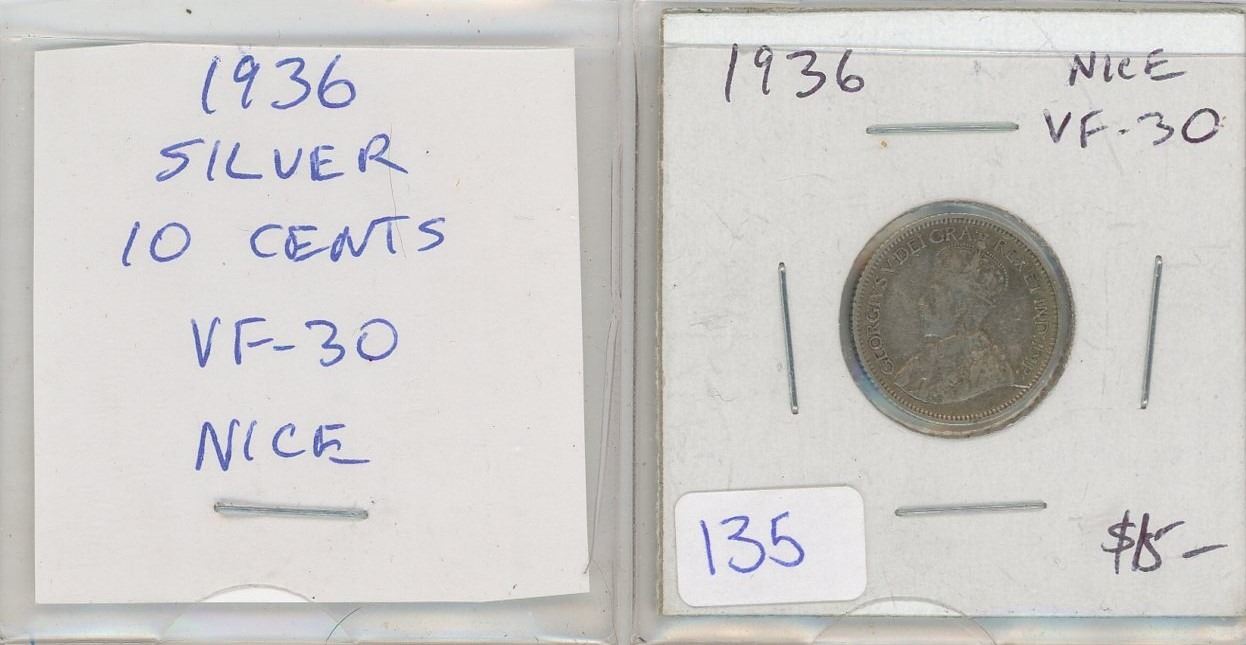 1936
SILVER
10 CENTS
VF-30
NICE
1936
NICE
VF-30
GEORGIVS V DEI GRA: REX ET IND: IMP:
135
$15-